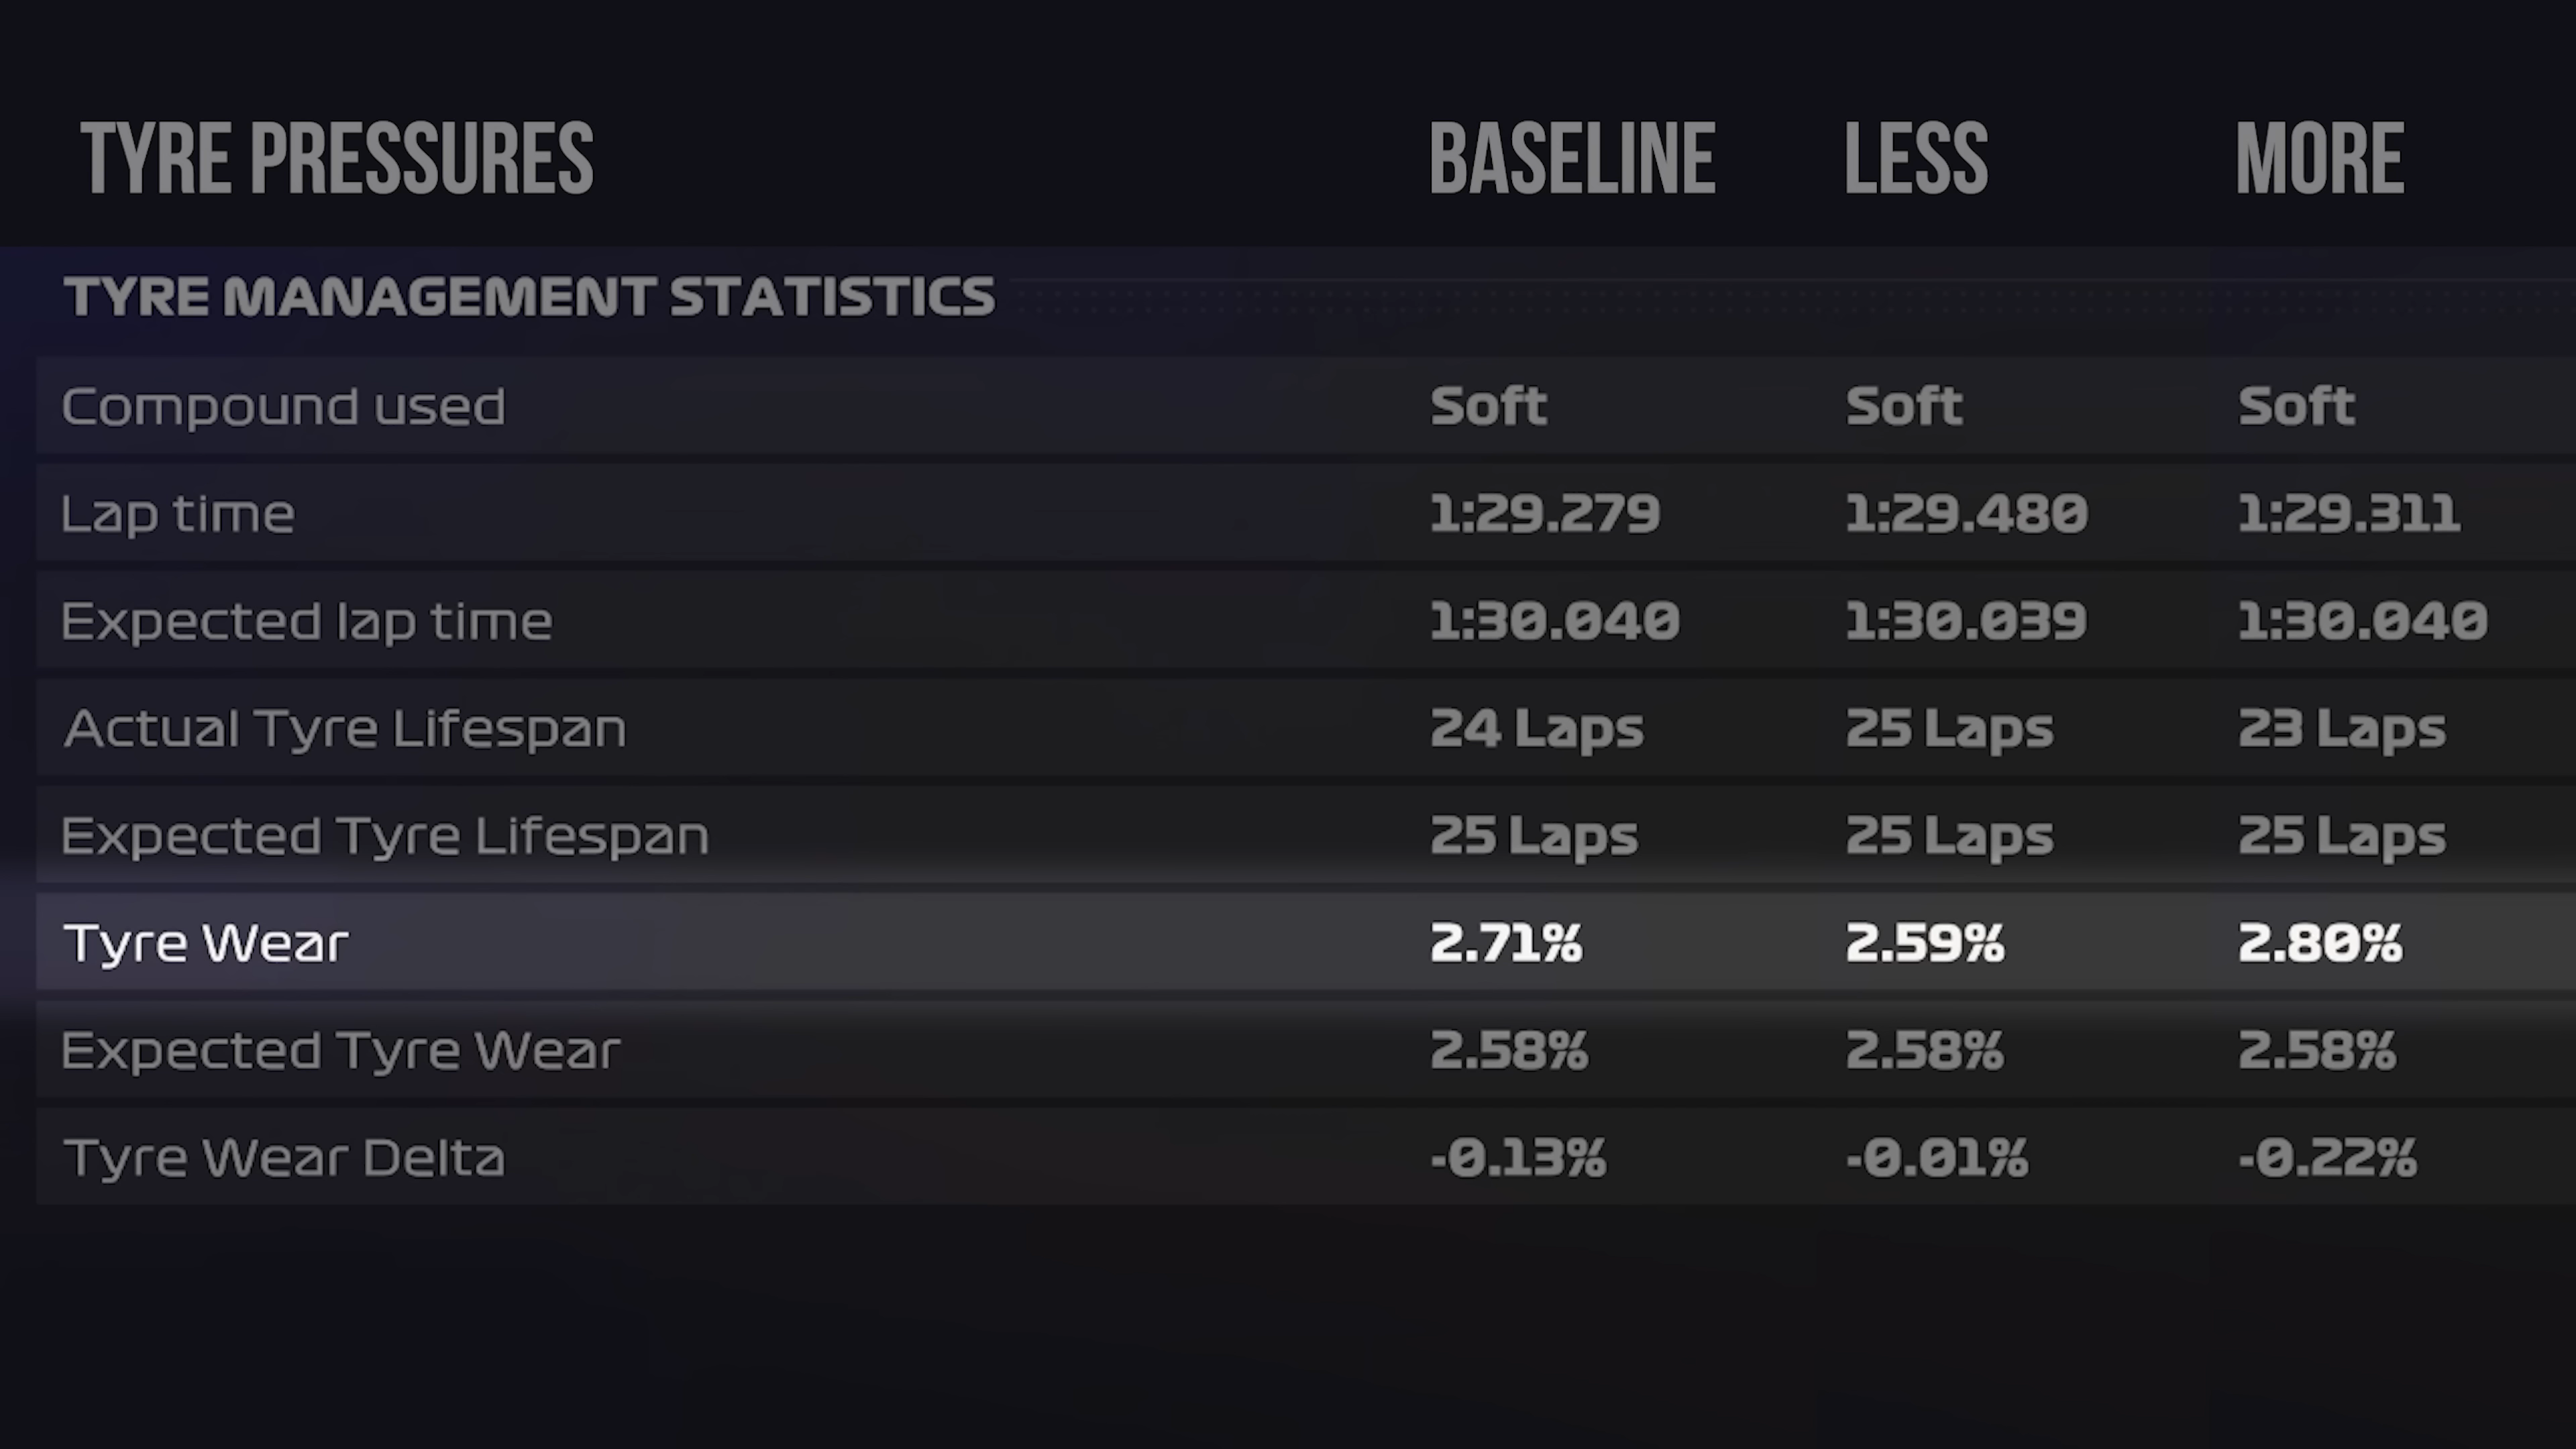 TYRE PRESSURES BASELINE LESS MORE
TYRE MANAGEMENT STATISTICS
Compound used Soft Soft Soft
Lap time 1:29.279 1:29.480 1:29.311
Expected lap time 1:30.040 1:30.039 1:30.040
Actual Tyre Lifespan 24 Laps 25 Laps 23 Laps
Expected Tyre Lifespan 25 Laps 25 Laps 25 Laps
Tyre Wear 2.71% 2.59% 2.80%
Expected Tyre Wear 2.58% 2.58% 2.58%
Tyre Wear Delta -0.13% -0.01% -0.22%